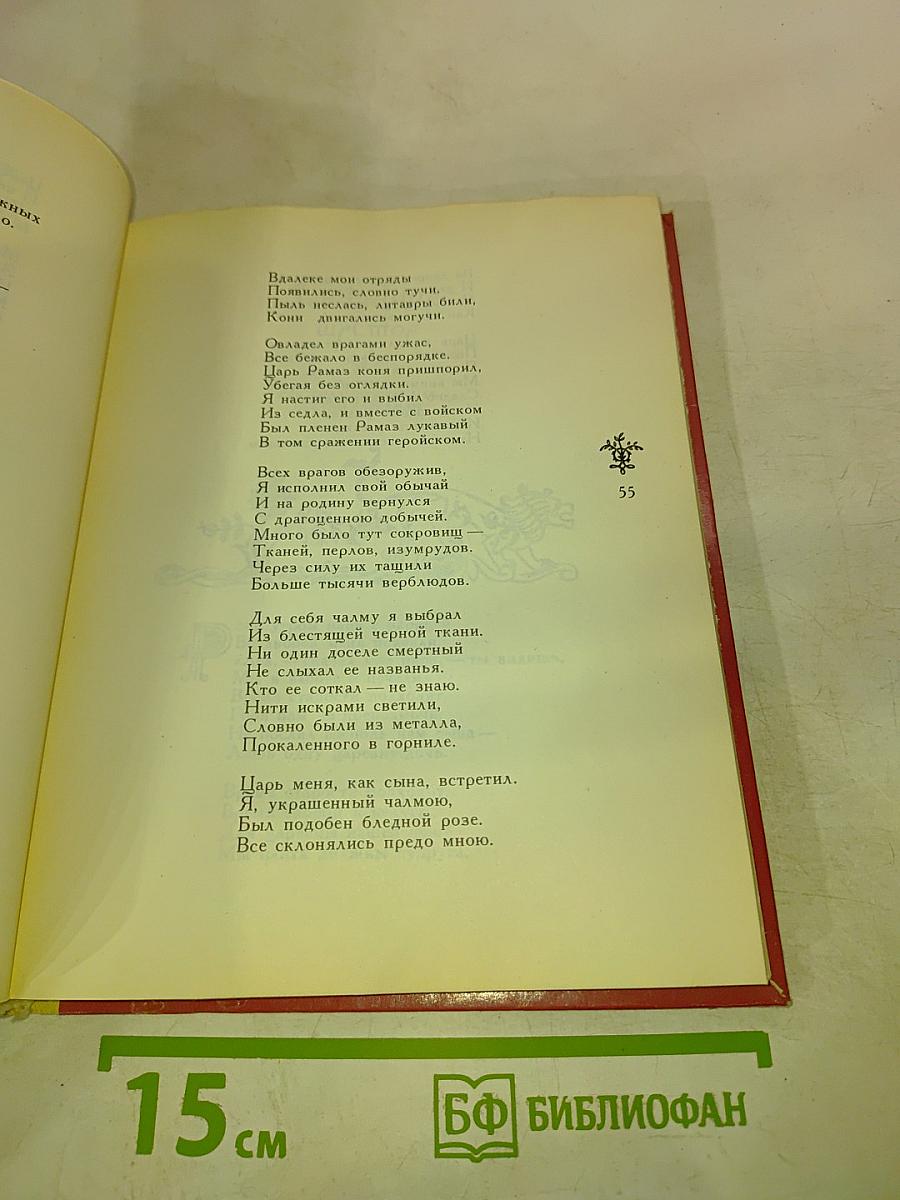 о.
Вдалеке мои отряды
Появились, словно тучи.
Пыль неслась, литавры били,
Кони двигались могучи.
Овладел врагами ужас,
Все бежало в беспорядке.
Царь Рамаз коня пришпорил,
Убегая без оглядки.
Я настиг его и выбил
Из седла, и вместе с войском
Был пленен Рамаз лукавый
В том сражении геройском.
55
Всех врагов обезоружив,
Я исполнил свой обычай
И на родину вернулся
С драгоценною добычей.
Много было тут сокровищ —
Тканей, перлов, изумрудов.
Через силу их тащили
Больше тысячи верблюдов.
Для себя чалму я выбрал
Из блестящей черной ткани.
Ни один доселе смертный
Не слыхал ее названья.
Кто ее соткал — не знаю.
Нити искрами светили,
Словно были из металла,
Прокаленного в горниле.
Царь меня, как сына, встретил.
Я, украшенный чалмою,
Был подобен бледной розе.
Все склонялись предо мною.
15 см
БФ БИБЛИОФАН